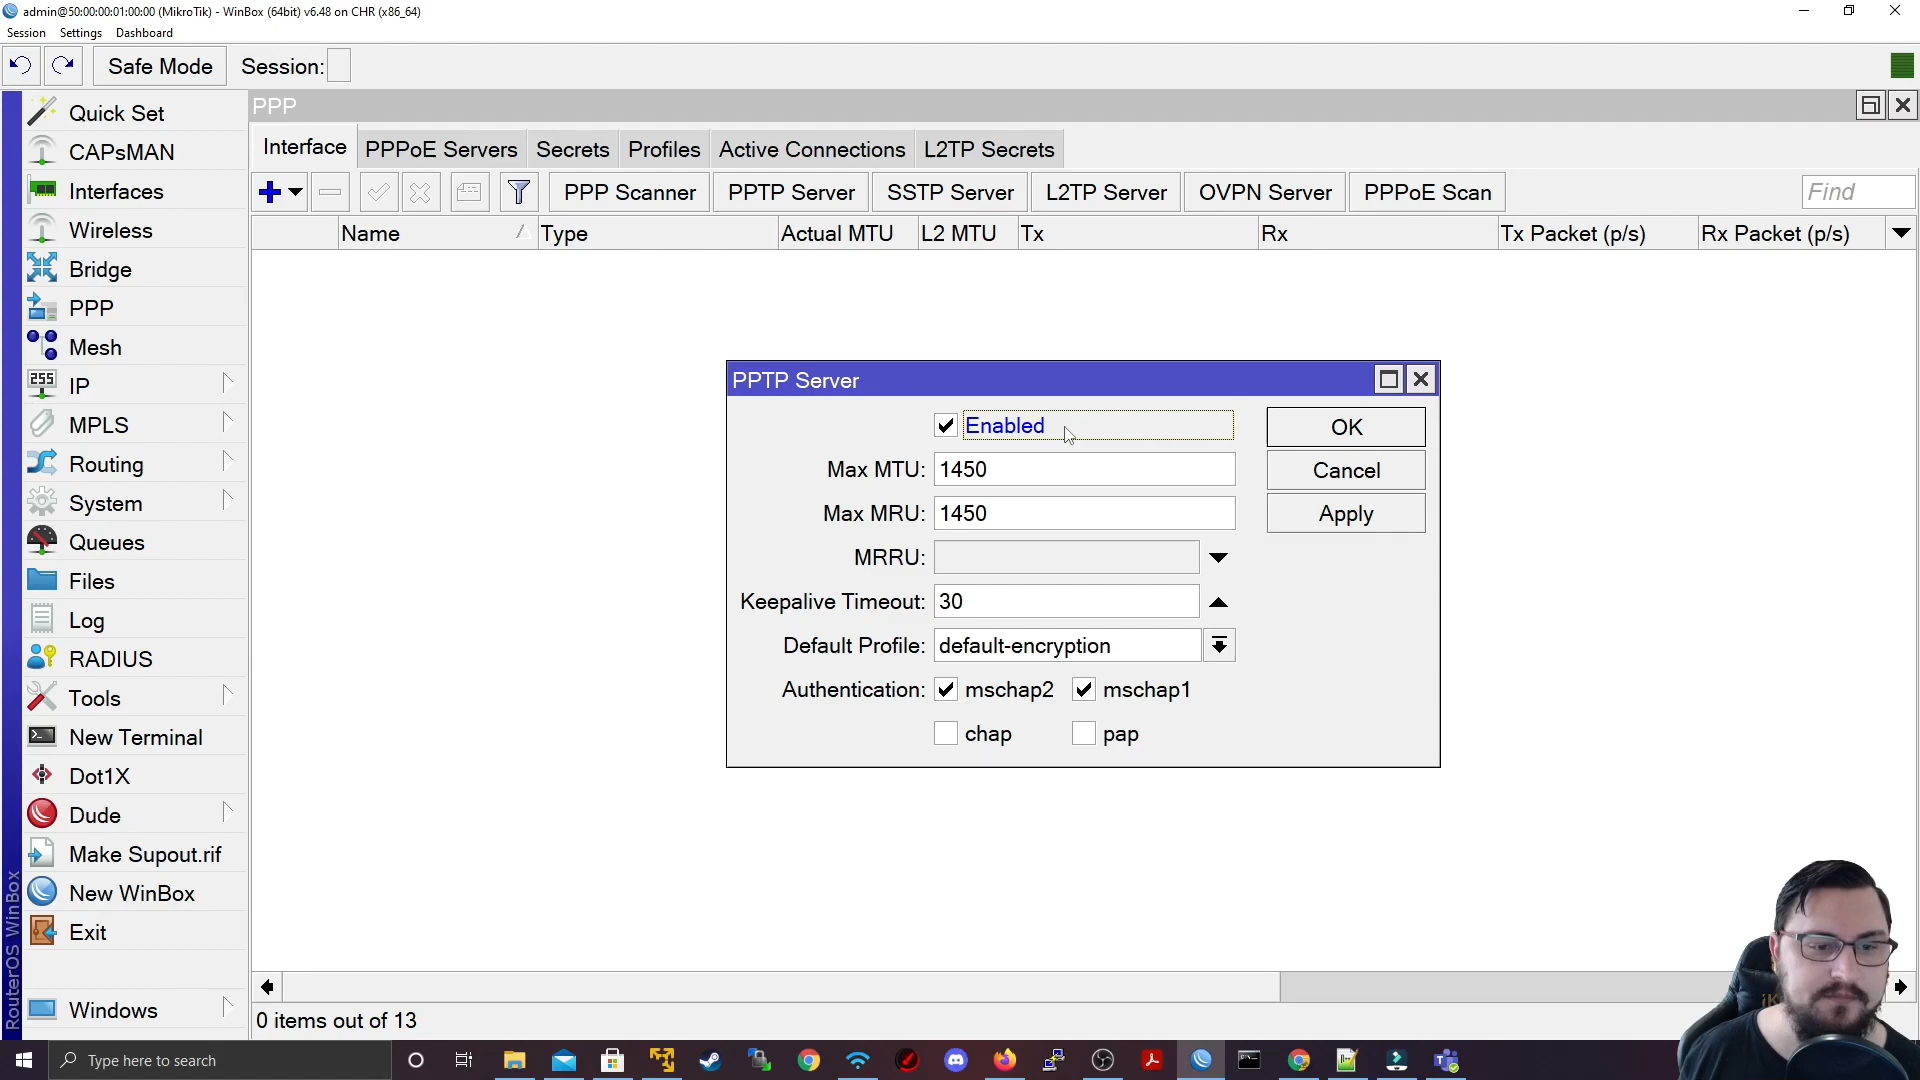 admin@50:00:00:01:00:00 (MikroTik) - WinBox (64bit) v6.48 on CHR (x86_64)
Session Settings Dashboard
Safe Mode Session:
Quick Set
CAPsMAN
Interfaces
Wireless
Bridge
PPP
Mesh
IP
MPLS
Routing
System
Queues
Files
Log
RADIUS
Tools
New Terminal
Dot1X
Dude
Make Supout.rif
New WinBox
Exit
Windows
RouterOS WinBox
PPP
Interface PPPoE Servers Secrets Profiles Active Connections L2TP Secrets
PPP Scanner PPTP Server SSTP Server L2TP Server OVPN Server PPPoE Scan Find
Name Type Actual MTU L2 MTU Tx Rx Tx Packet (p/s) Rx Packet (p/s)
PPTP Server
Enabled OK
Max MTU: 1450 Cancel
Max MRU: 1450 Apply
MRRU:
Keepalive Timeout: 30
Default Profile: default-encryption
Authentication: mschap2 mschap1
chap pap
0 items out of 13
Type here to search